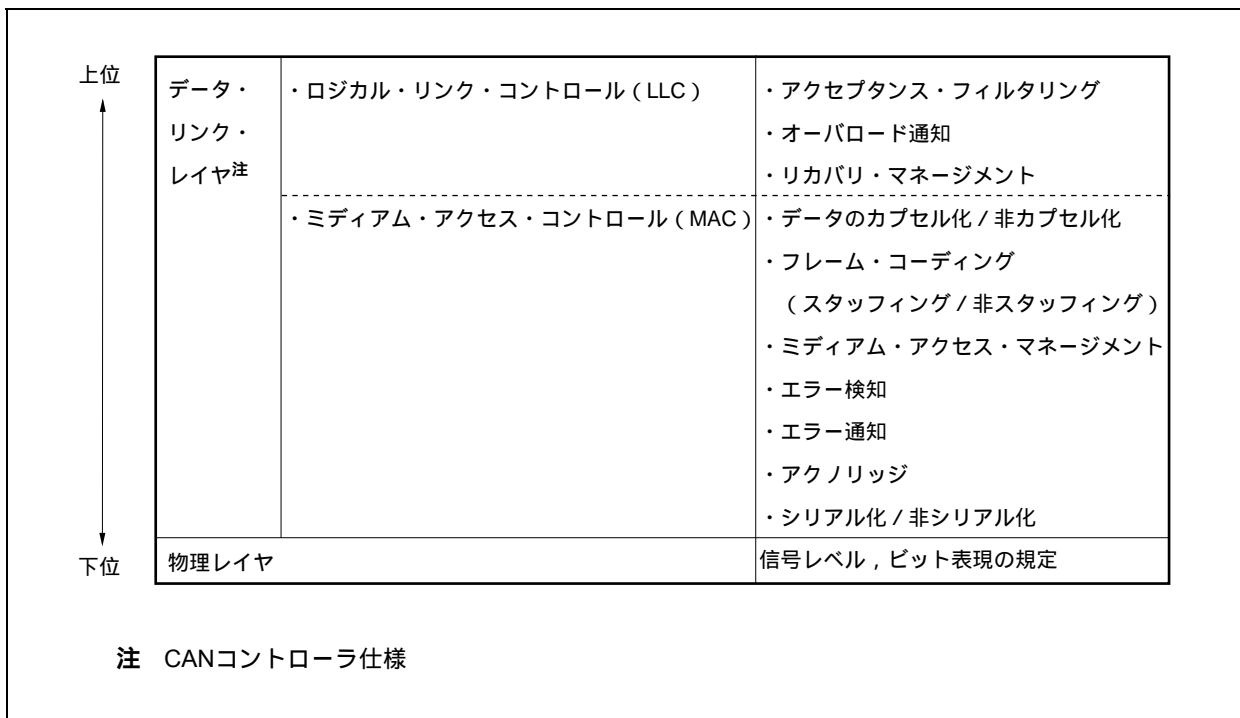 上位
データ・
リンク・
レイヤ注
・ロジカル・リンク・コントロール（LLC）
・アクセプタンス・フィルタリング
・オーバロード通知
・リカバリ・マネージメント
・ミディアム・アクセス・コントロール（MAC）
・データのカプセル化／非カプセル化
・フレーム・コーディング
（スタッフィング／非スタッフィング）
・ミディアム・アクセス・マネージメント
・エラー検知
・エラー通知
・アクノリッジ
・シリアル化／非シリアル化
下位
物理レイヤ
信号レベル，ビット表現の規定
注 CANコントローラ仕様